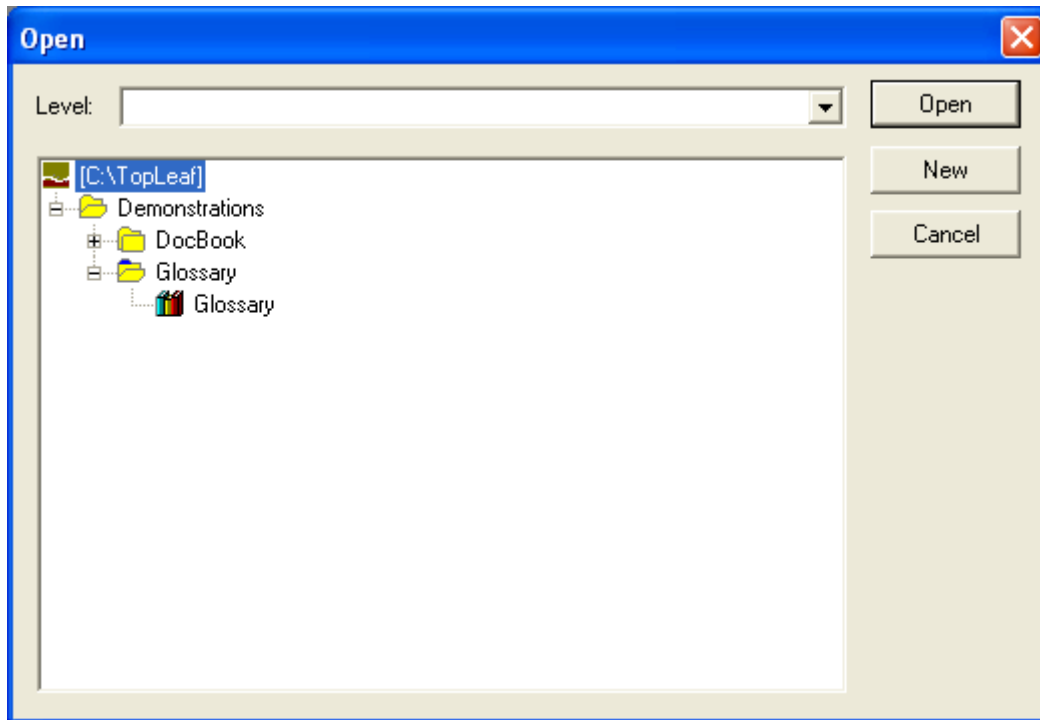 Open
Level:
Open
[C:\TopLeaf]
New
Demonstrations
DocBook
Cancel
Glossary
Glossary